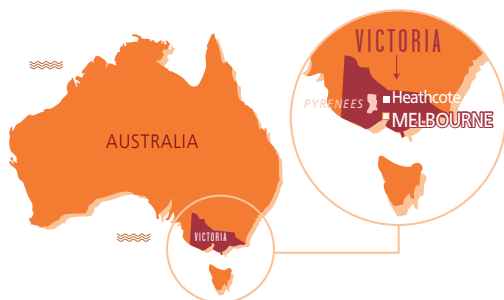 AUSTRALIA
VICTORIA
VICTORIA
PYRENEES
Heathcote
MELBOURNE